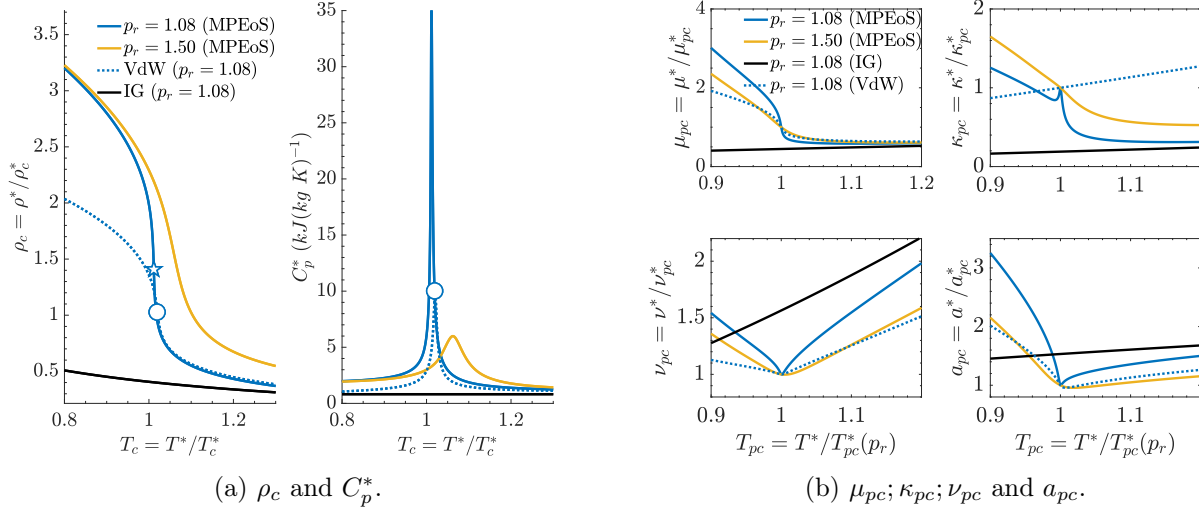 p_r = 1.08 (MPEoS)
p_r = 1.50 (MPEoS)
VdW (p_r = 1.08)
IG (p_r = 1.08)
3.5
3
2.5
2
1.5
1
0.5
ρ_c = ρ*/ρ*_c
0.8
1
1.2
T_c = T*/T*_c
35
30
25
20
15
10
5
0
C*_p (kJ(kg K)^{-1})
0.8
1
1.2
T_c = T*/T*_c
(a) ρ_c and C*_p.
p_r = 1.08 (MPEoS)
p_r = 1.50 (MPEoS)
p_r = 1.08 (IG)
p_r = 1.08 (VdW)
4
2
0
μ_pc = μ*/μ*_pc
0.9
1
1.1
1.2
2
1
0
κ_pc = κ*/κ*_pc
0.9
1
1.1
2
1.5
1
ν_pc = ν*/ν*_pc
0.9
1
1.1
T_pc = T*/T*_pc(p_r)
3
2
1
a_pc = a*/a*_pc
0.9
1
1.1
T_pc = T*/T*_pc(p_r)
(b) μ_pc; κ_pc; ν_pc and a_pc.